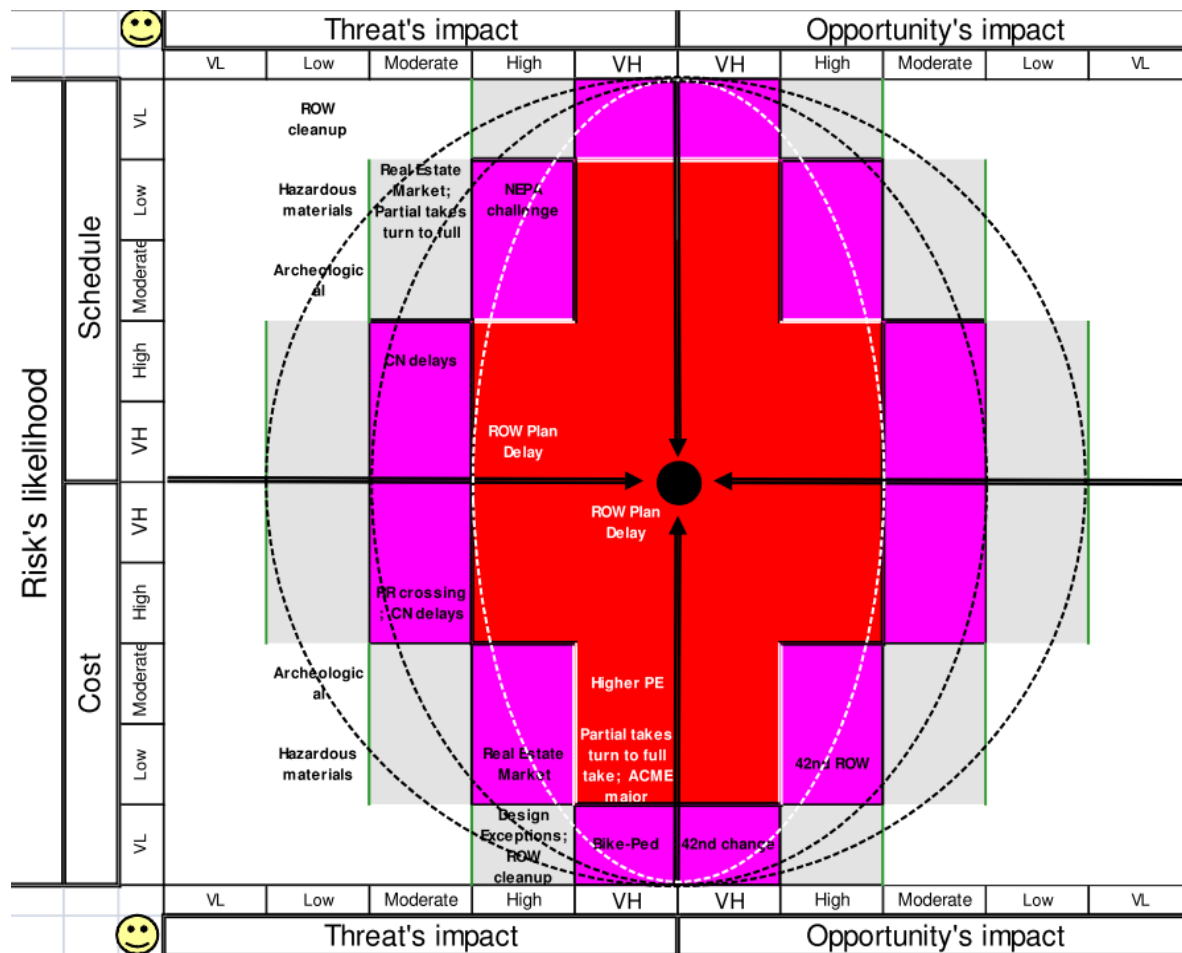 Threat's impact Opportunity's impact
VL Low Moderate High VH VH High Moderate Low VL
Risk's likelihood
Schedule
VL
ROW
cleanup
Low
Hazardous
materials
Real Estate
Market;
Partial takes
turn to full
NEPA
challenge
Moderate
Archeologic
al
High
CN delays
VH
ROW Plan
Delay
Cost
VH
ROW Plan
Delay
High
RR crossing
; CN delays
Moderate
Archeologic
al
Higher PE
Low
Hazardous
materials
Real Estate
Market
Partial takes
turn to full
take; ACME
major
42nd ROW
VL
Design
Exceptions;
ROW
cleanup
Bike-Ped
42nd change
VL Low Moderate High VH VH High Moderate Low VL
Threat's impact Opportunity's impact